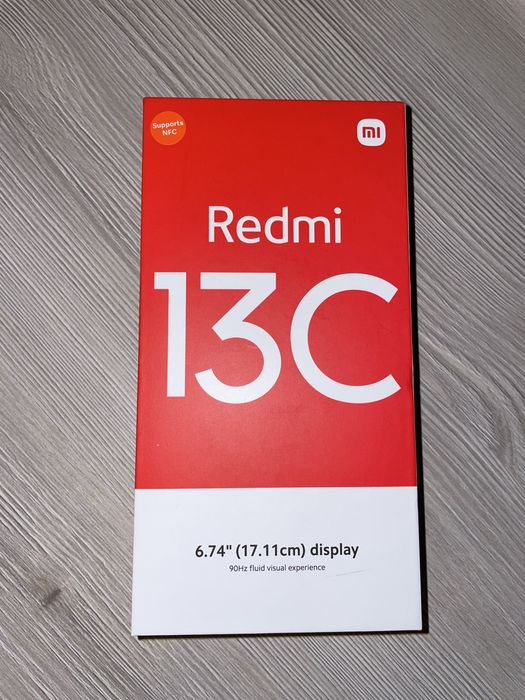 Supports
NFC
mi
Redmi
13C
6.74" (17.11cm) display
90Hz fluid visual experience